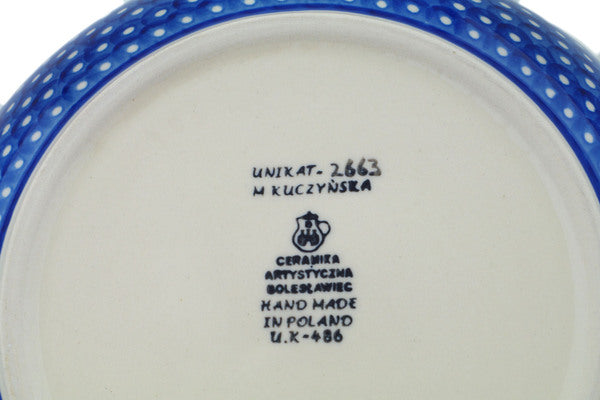 UNIKAT-2663
M KUCZYŃSKA
CERAMIKA
ARTYSTYCZNA
BOLESŁAWIEC
HAND MADE
IN POLAND
U.K-486